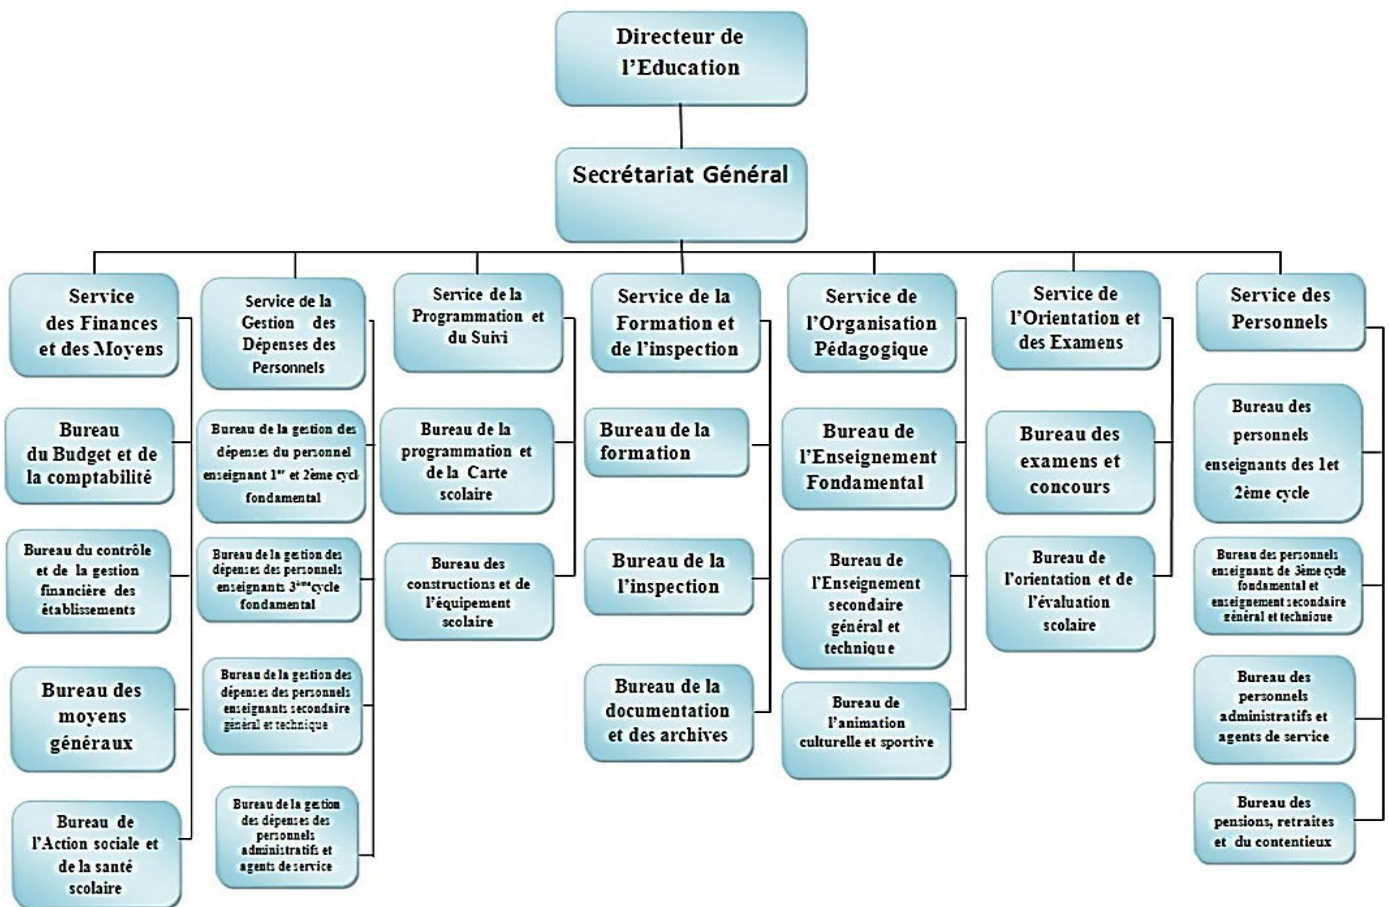 Directeur de
l'Education
Secrétariat Général
Service
des Finances
et des Moyens
Bureau
du Budget et de
la comptabilité
Bureau du contrôle
et de la gestion
financière des
établissements
Bureau des
moyens
généraux
Bureau de
l'Action sociale et
de la santé
scolaire
Service de la
Gestion des
Dépenses des
Personnels
Bureau de la gestion des
dépenses du personnel
enseignant 1er et 2ème cycl
fondamental
Bureau de la gestion des
dépenses des personnels
enseignants 3ème cycle
fondamental
Bureau de la gestion des
dépenses des personnels
enseignants secondaire
général et technique
Bureau de la gestion
des dépenses des
personnels
administratifs et
agents de service
Service de la
Programmation et
du Suivi
Bureau de la
programmation et
de la Carte
scolaire
Bureau des
constructions et de
l'équipement
scolaire
Service de la
Formation et
de l'inspection
Bureau de la
formation
Bureau de la
l'inspection
Bureau de la
documentation
et des archives
Service de
l'Organisation
Pédagogique
Bureau de
l'Enseignement
Fondamental
Bureau de
l'Enseignement
secondaire
général et
technique
Bureau de
l'animation
culturelle et sportive
Service de
l'Orientation et
des Examens
Bureau des
examens et
concours
Bureau de
l'orientation et de
l'évaluation
scolaire
Service des
Personnels
Bureau des
personnels
enseignants des 1et
2ème cycle
Bureau des personnels
enseignants de 3ème cycle
fondamental et
enseignement secondaire
général et technique
Bureau des
personnels
administratifs et
agents de service
Bureau des
pensions, retraites
et du contentieux